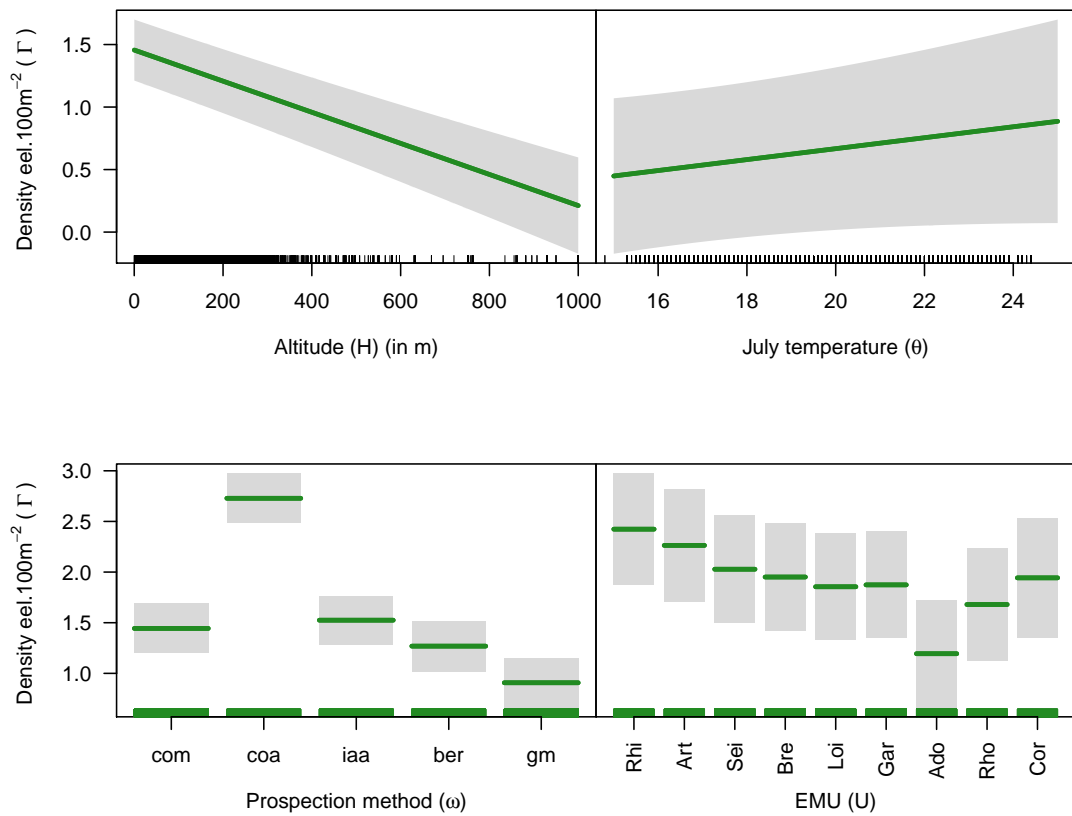 Density eel.100m⁻² ( Γ )
1.5
1.0
0.5
0.0
0 200 400 600 800 1000
16 18 20 22 24
Altitude (H) (in m)
July temperature (θ)
Density eel.100m⁻² ( Γ )
3.0
2.5
2.0
1.5
1.0
com coa iaa ber gm
Rhi Art Sei Bre Loi Gar Ado Rho Cor
Prospection method (ω)
EMU (U)